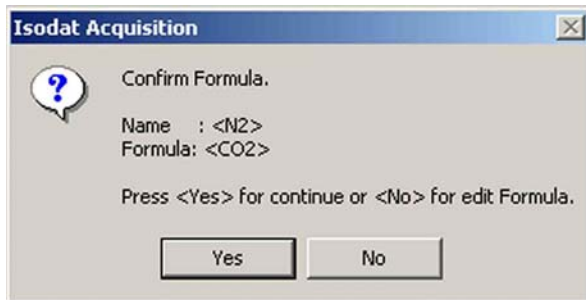 Isodat Acquisition
Confirm Formula.
Name : <N2>
Formula: <CO2>
Press <Yes> for continue or <No> for edit Formula.
Yes No